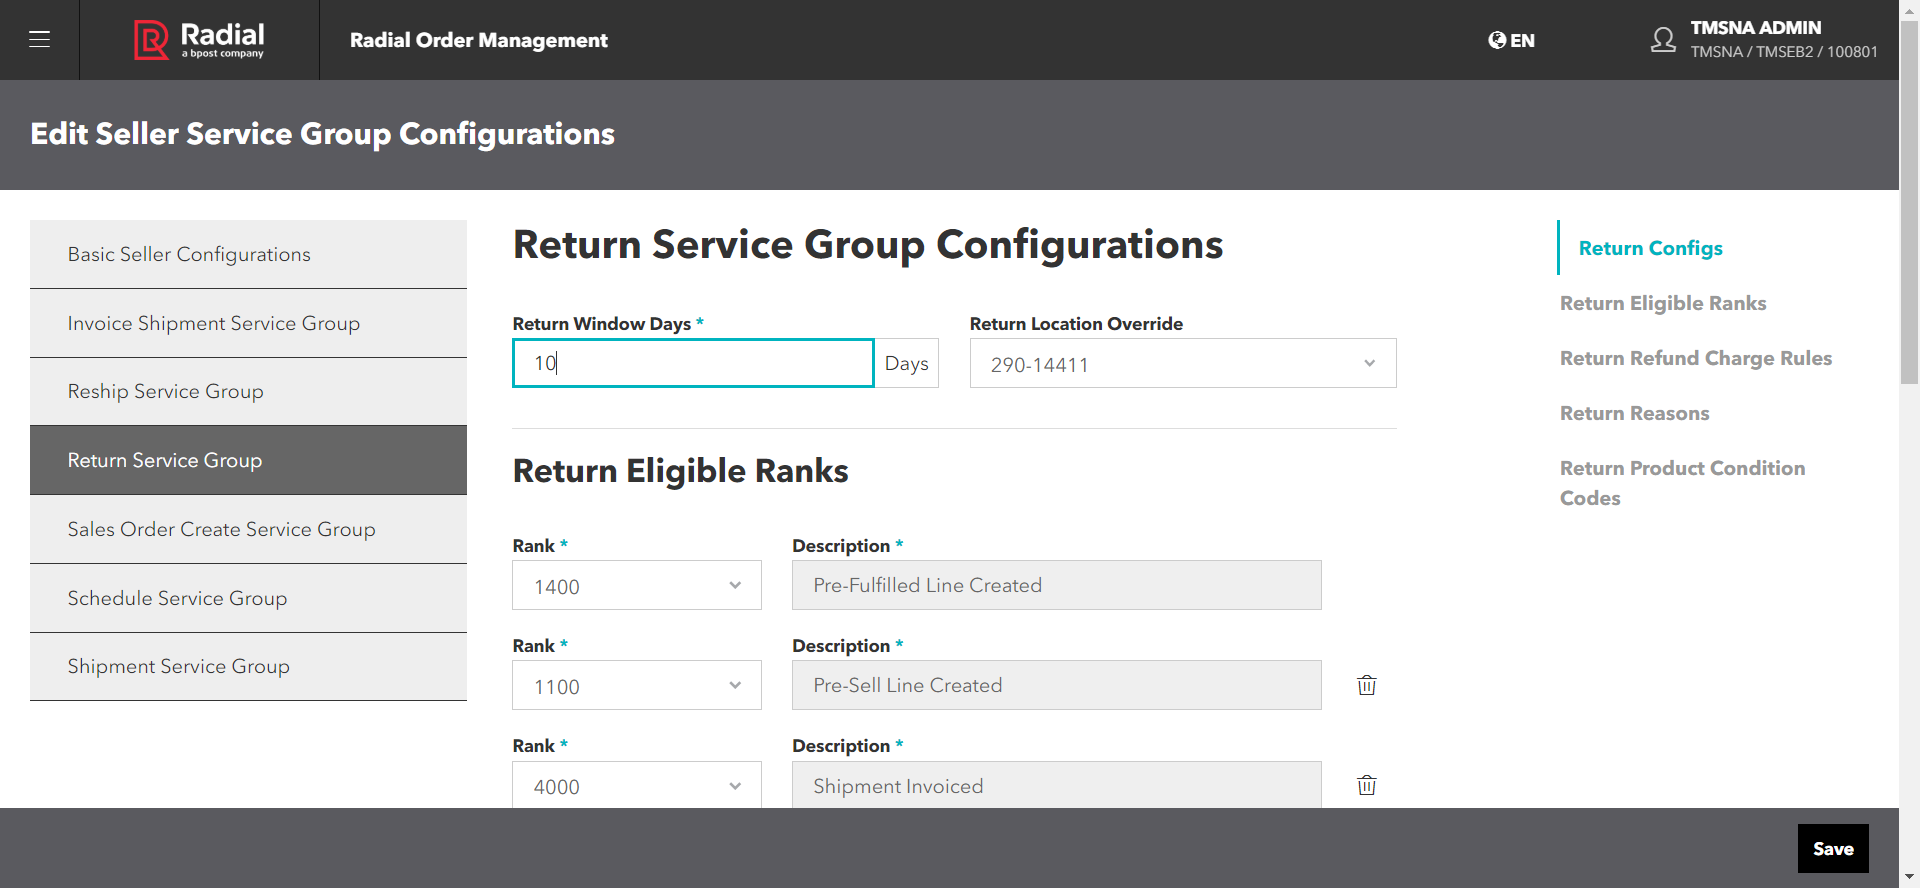 Radial
a bpost company
Radial Order Management
EN
TMSNA ADMIN
TMSNA / TMSEB2 / 100801
Edit Seller Service Group Configurations
Basic Seller Configurations
Invoice Shipment Service Group
Reship Service Group
Return Service Group
Sales Order Create Service Group
Schedule Service Group
Shipment Service Group
Return Service Group Configurations
Return Window Days *
10
Days
Return Location Override
290-14411
Return Eligible Ranks
Rank *
Description *
1400
Pre-Fulfilled Line Created
Rank *
Description *
1100
Pre-Sell Line Created
Rank *
Description *
4000
Shipment Invoiced
Return Configs
Return Eligible Ranks
Return Refund Charge Rules
Return Reasons
Return Product Condition
Codes
Save